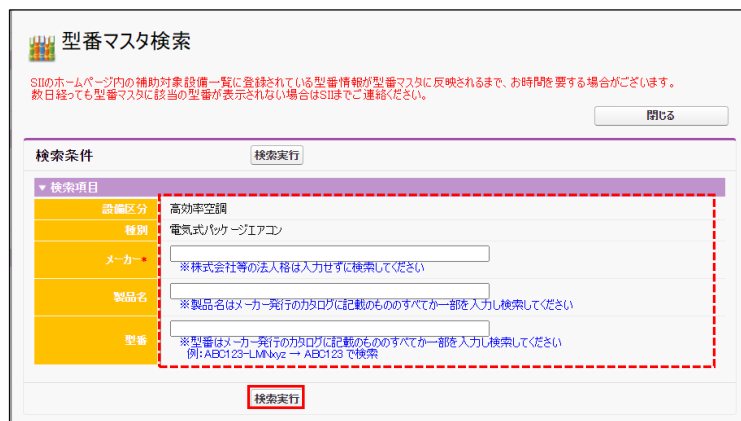 型番マスタ検索
SIIのホームページ内の補助対象設備一覧に登録されている型番情報が型番マスタに反映されるまで、お時間を要する場合がございます。
数日経っても型番マスタに該当の型番が表示されない場合はSIIまでご連絡ください。
閉じる
検索条件
検索実行
▼検索項目
設備区分 高効率空調
種別 電気式パッケージエアコン
メーカー*
※株式会社等の法人格は入力せずに検索してください
製品名
※製品名はメーカー発行のカタログに記載のもののすべてか一部を入力し検索してください
型番
※型番はメーカー発行のカタログに記載のもののすべてか一部を入力し検索してください
例：ABC123-LMNxyz → ABC123 で検索
検索実行